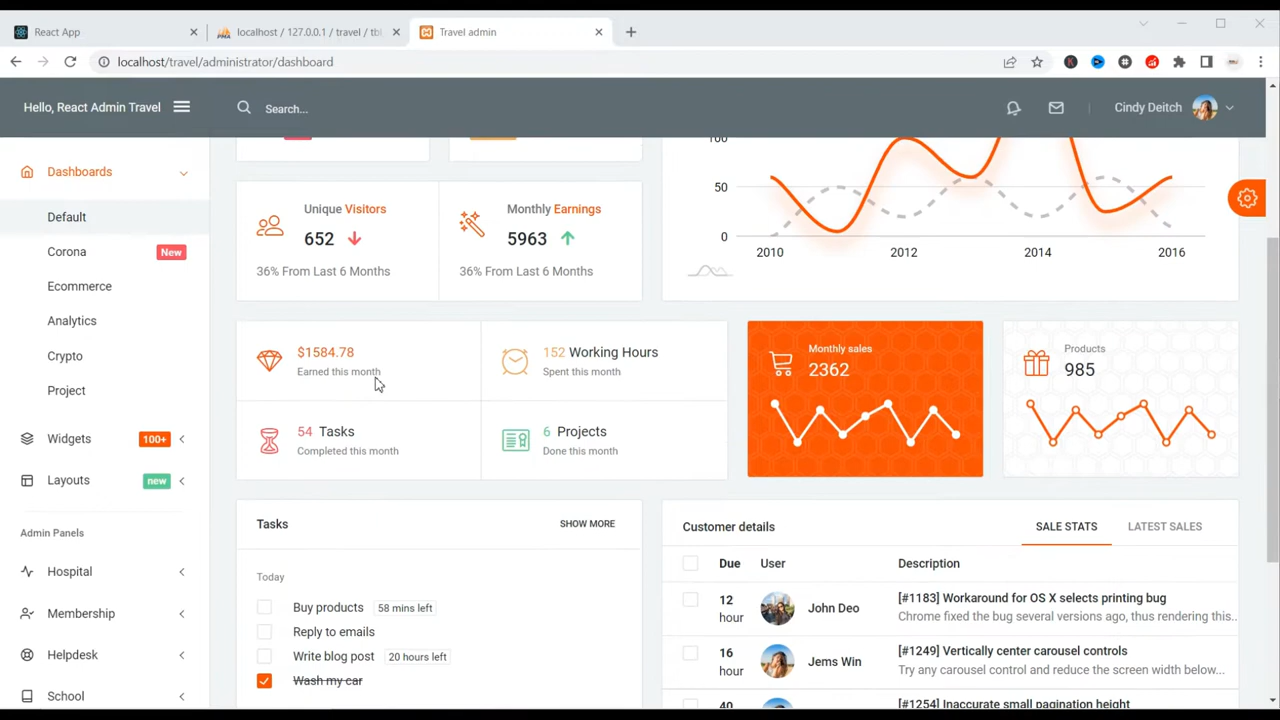 React App
localhost / 127.0.0.1 / travel / tbl
Travel admin
localhost/travel/administrator/dashboard
Hello, React Admin Travel
Search...
Cindy Deitch
Dashboards
Default
Corona New
Ecommerce
Analytics
Crypto
Project
Widgets 100+
Layouts new
Admin Panels
Hospital
Membership
Helpdesk
School
Unique Visitors
652
36% From Last 6 Months
Monthly Earnings
5963
36% From Last 6 Months
100
50
0
2010 2012 2014 2016
$1584.78
Earned this month
152 Working Hours
Spent this month
54 Tasks
Completed this month
6 Projects
Done this month
Monthly sales
2362
Products
985
Tasks
SHOW MORE
Today
Buy products 58 mins left
Reply to emails
Write blog post 20 hours left
Wash my car
Customer details
SALE STATS LATEST SALES
Due User Description
12 hour
John Deo
[#1183] Workaround for OS X selects printing bug
Chrome fixed the bug several versions ago, thus rendering this..
16 hour
Jems Win
[#1249] Vertically center carousel controls
Try any carousel control and reduce the screen width below...
40
[#1254] Inaccurate small pagination height